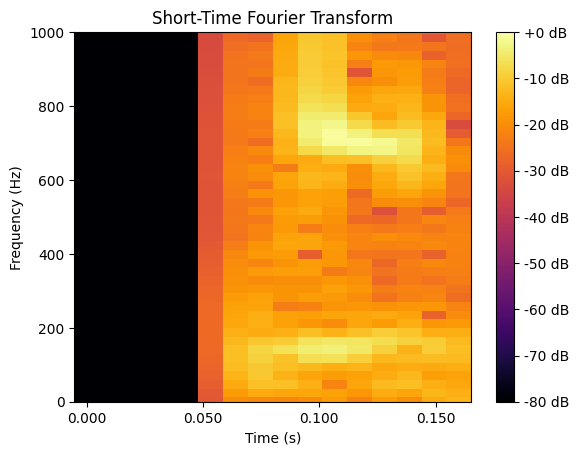 Short-Time Fourier Transform
1000
800
600
400
200
0
Frequency (Hz)
0.000
0.050
0.100
0.150
Time (s)
+0 dB
-10 dB
-20 dB
-30 dB
-40 dB
-50 dB
-60 dB
-70 dB
-80 dB